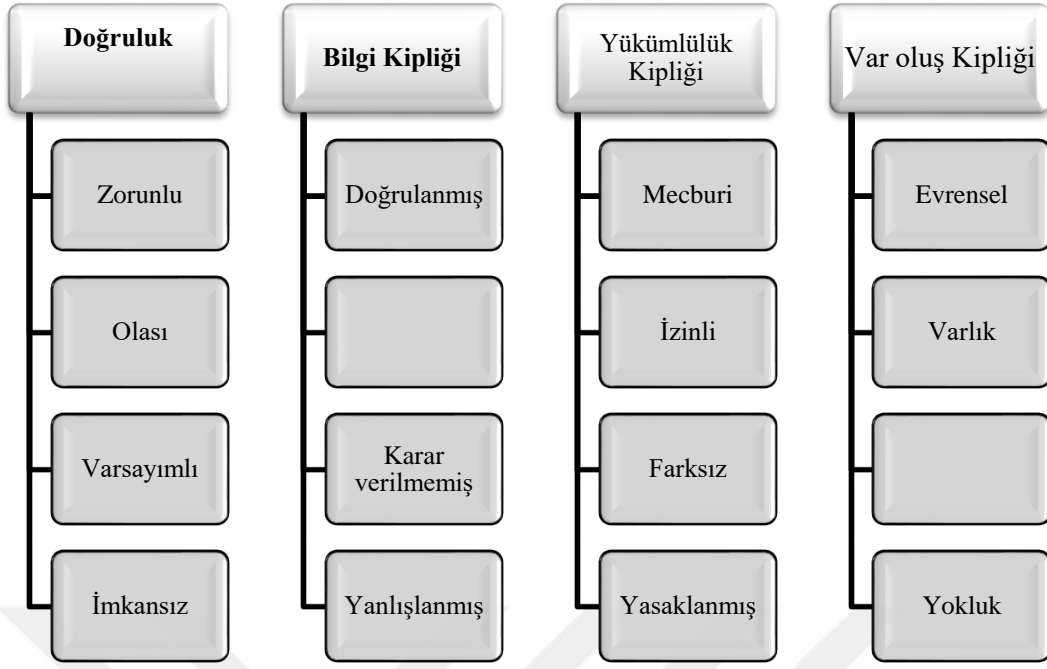 Doğruluk
Zorunlu
Olası
Varsayımlı
İmkansız
Bilgi Kipliği
Doğrulanmış
Karar
verilmemiş
Yanlışlanmış
Yükümlülük
Kipliği
Mecburi
İzinli
Farksız
Yasaklanmış
Var oluş Kipliği
Evrensel
Varlık
Yokluk